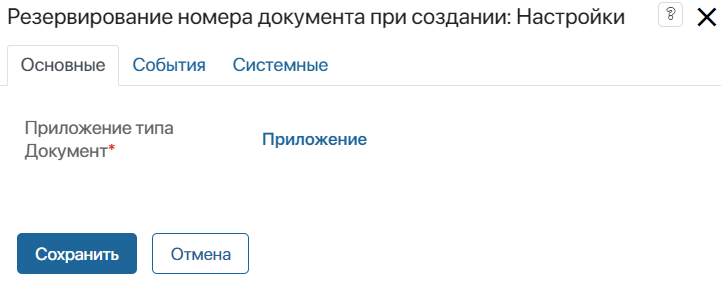 Резервирование номера документа при создании: Настройки
?
Основные
События
Системные
Приложение типа
Документ*
Приложение
Сохранить
Отмена